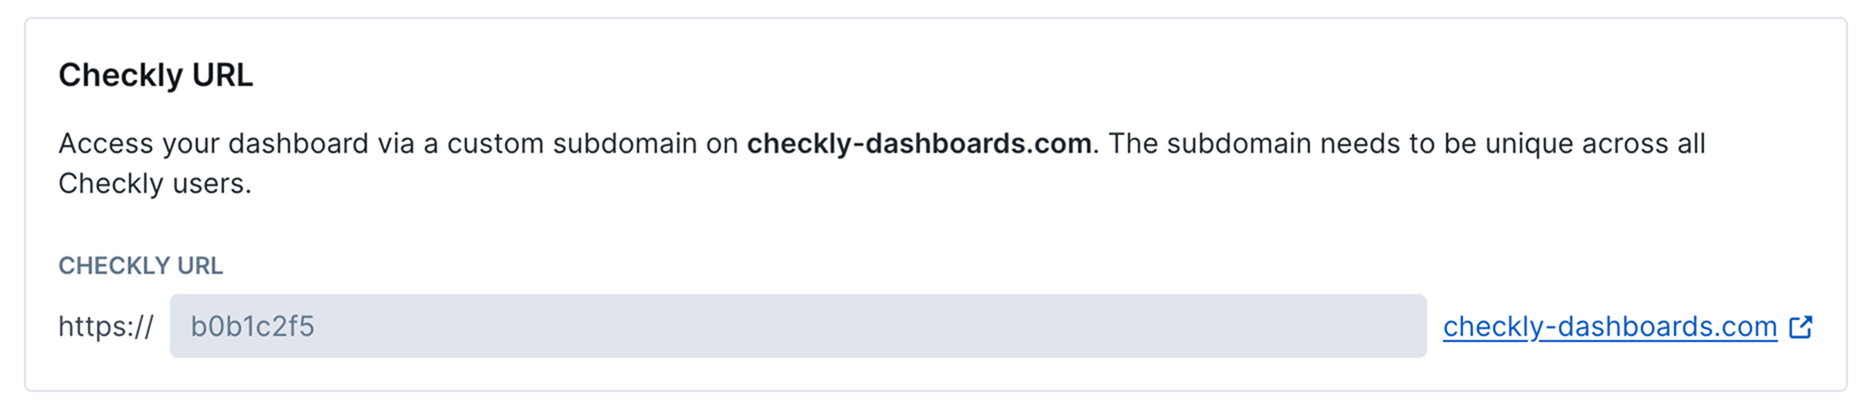 Checkly URL
Access your dashboard via a custom subdomain on checkly-dashboards.com. The subdomain needs to be unique across all
Checkly users.
CHECKLY URL
https:// b0b1c2f5 checkly-dashboards.com